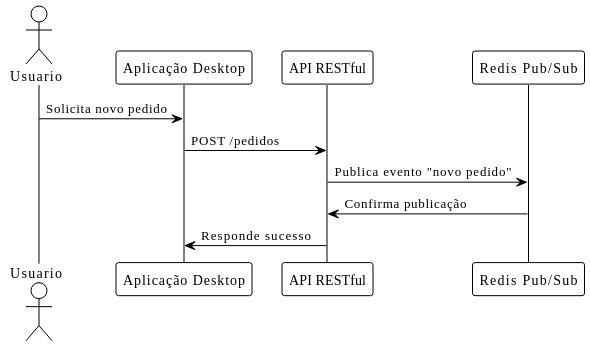 Usuario
Aplicação Desktop
API RESTful
Redis Pub/Sub
Solicita novo pedido
POST /pedidos
Publica evento "novo pedido"
Confirma publicação
Responde sucesso
Usuario
Aplicação Desktop
API RESTful
Redis Pub/Sub